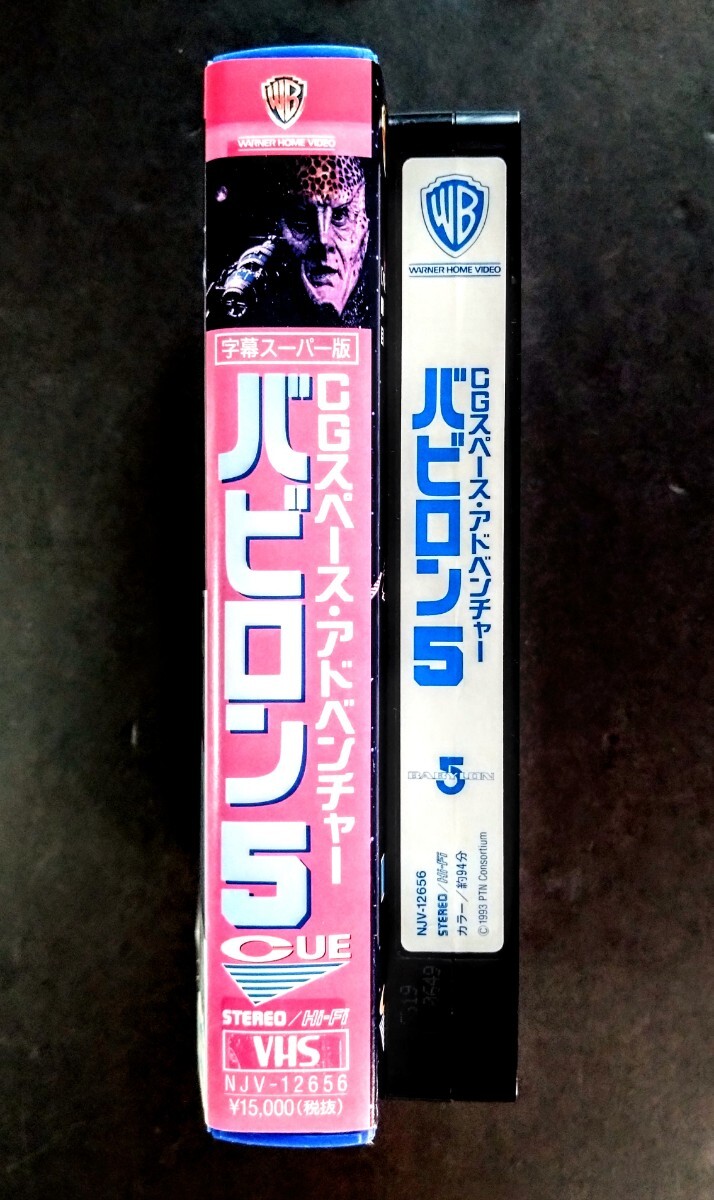 WB
WARNER HOME VIDEO
字幕スーパー版
CGスペース・アドベンチャー
バビロン5
CUE
STEREO/Hi-Fi
VHS
NJV-12656
¥15,000(税抜)
WB
WARNER HOME VIDEO
CGスペース・アドベンチャー
バビロン5
BABYLON 5
NJV-12656
STEREO/Hi-Fi
カラー/約94分
©1993 PTN Consortium